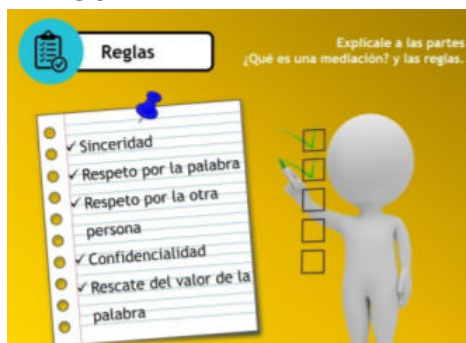 Reglas
Explícale a las partes
¿Qué es una mediación? y las reglas.
✓ Sinceridad
✓ Respeto por la palabra
✓ Respeto por la otra
persona
✓ Confidencialidad
✓ Rescate del valor de la
palabra